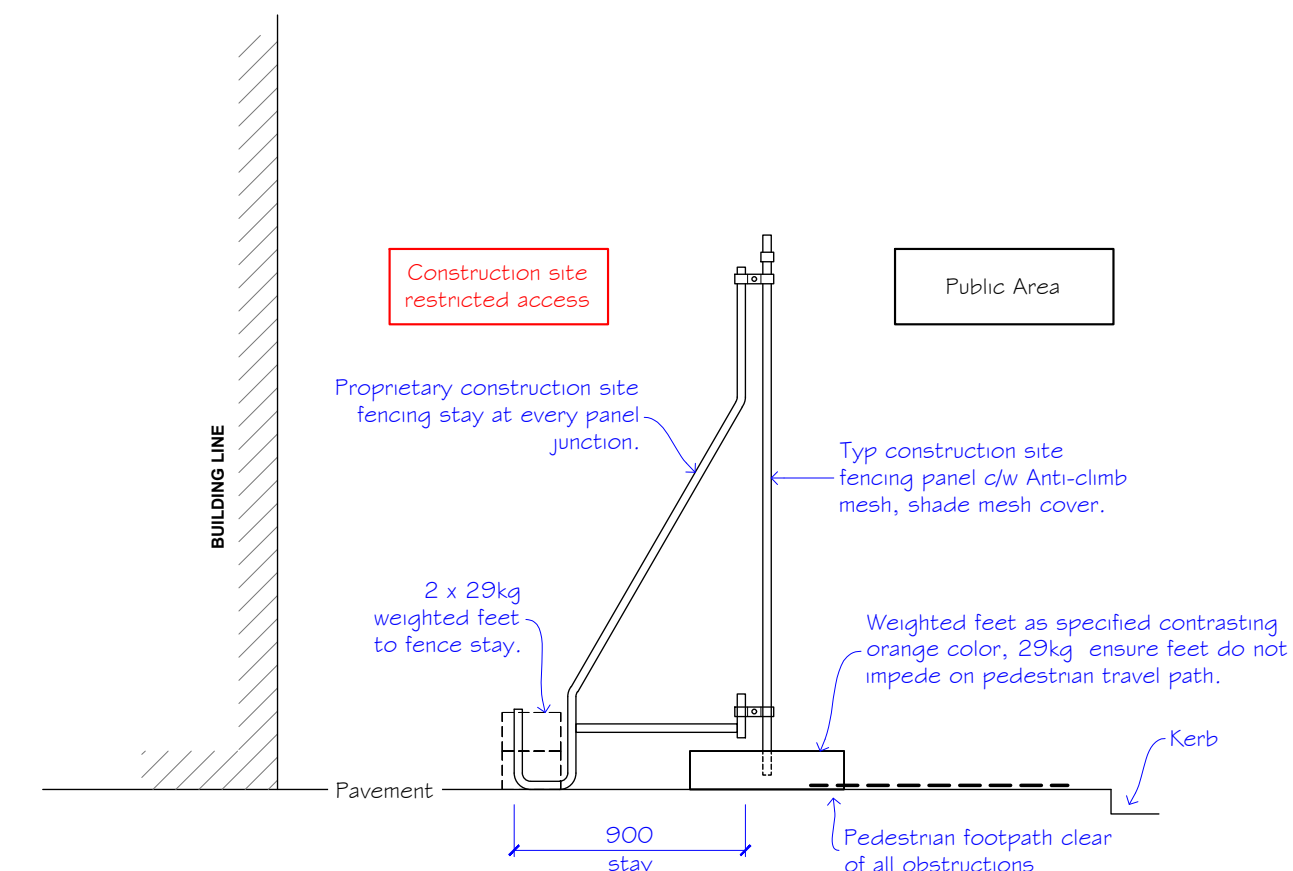 Construction site
restricted access
Public Area
Proprietary construction site
fencing stay at every panel
junction.
Typ construction site
fencing panel c/w Anti-climb
mesh, shade mesh cover.
BUILDING LINE
2 x 29kg
weighted feet
to fence stay.
Weighted feet as specified contrasting
orange color, 29kg ensure feet do not
impede on pedestrian travel path.
Kerb
Pavement
900
stay
Pedestrian footpath clear
of all obstructions